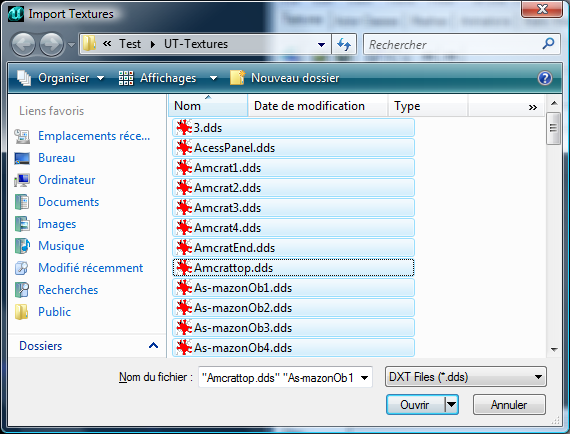 Import Textures
Test UT-Textures
Rechercher
Organiser Affichages Nouveau dossier
Liens favoris
Emplacements réce...
Bureau
Ordinateur
Documents
Images
Musique
Modifié récemment
Recherches
Public
Dossiers
Nom Date de modification Type »
3.dds
AcessPanel.dds
Amcrat1.dds
Amcrat2.dds
Amcrat3.dds
Amcrat4.dds
AmcratEnd.dds
Amcrattop.dds
As-mazonOb1.dds
As-mazonOb2.dds
As-mazonOb3.dds
As-mazonOb4.dds
Nom du fichier : "Amcrattop.dds" "As-mazonOb1 DXT Files (*.dds)
Ouvrir Annuler